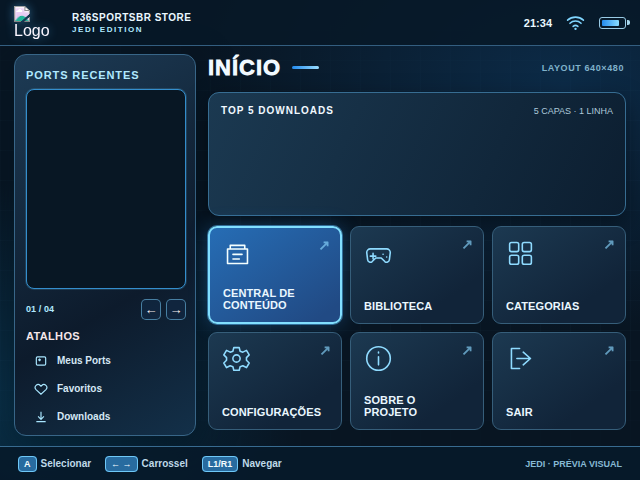 Logo
R36SPORTSBR STORE
JEDI EDITION
21:34
PORTS RECENTES
01 / 04
← →
ATALHOS
Meus Ports
Favoritos
Downloads
INÍCIO
LAYOUT 640×480
TOP 5 DOWNLOADS
5 CAPAS · 1 LINHA
CENTRAL DE
CONTEÚDO
BIBLIOTECA
CATEGORIAS
CONFIGURAÇÕES
SOBRE O
PROJETO
SAIR
A Selecionar ← → Carrossel L1/R1 Navegar
JEDI · PRÉVIA VISUAL